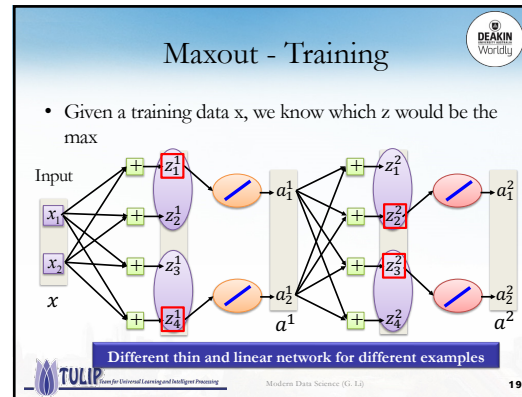 DEAKIN
Worldly
Maxout - Training
• Given a training data x, we know which z would be the
max
Input
x₁
x₂
x
+ + + +
z₁¹
z₂¹
z₃¹
z₄¹
a₁¹
a₂¹
a¹
+ + + +
z₁²
z₂²
z₃²
z₄²
a₁²
a₂²
a²
Different thin and linear network for different examples
TULIP Team for Universal Learning and Intelligent Processing
Modern Data Science (G. Li)
19